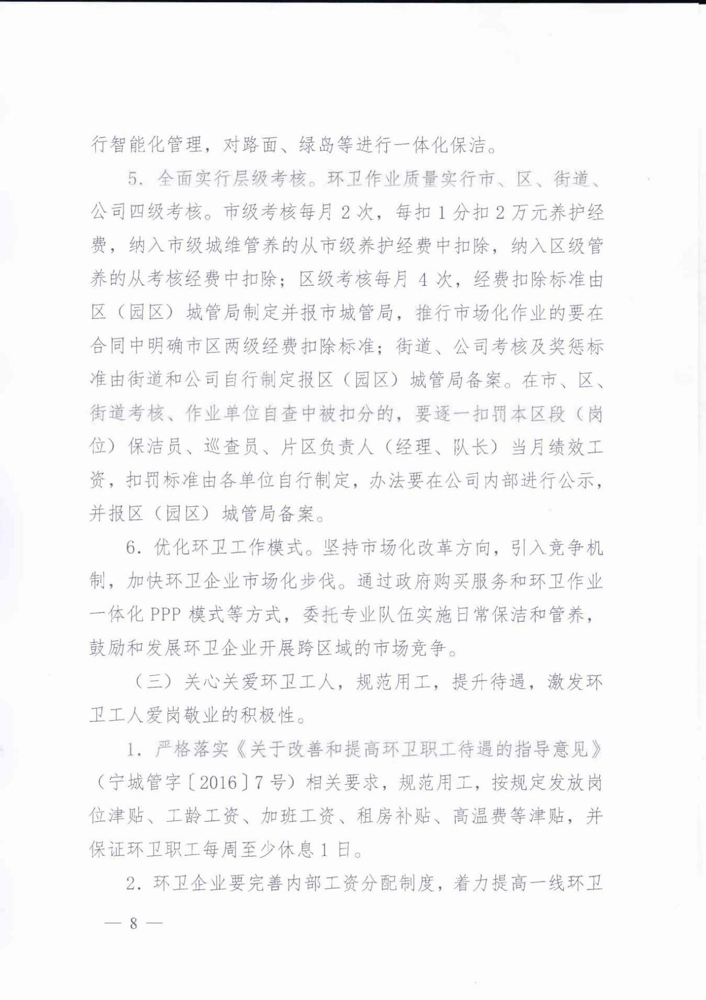 行智能化管理，对路面、绿岛等进行一体化保洁。
5. 全面实行层级考核。环卫作业质量实行市、区、街道、
公司四级考核。市级考核每月 2 次，每扣 1 分扣 2 万元养护经
费，纳入市级城维管养的从市级养护经费中扣除，纳入区级管
养的从考核经费中扣除；区级考核每月 4 次，经费扣除标准由
区（园区）城管局制定并报市城管局，推行市场化作业的要在
合同中明确市区两级经费扣除标准；街道、公司考核及奖惩标
准由街道和公司自行制定报区（园区）城管局备案。在市、区、
街道考核、作业单位自查中被扣分的，要逐一扣罚本区段（岗
位）保洁员、巡查员、片区负责人（经理、队长）当月绩效工
资，扣罚标准由各单位自行制定，办法要在公司内部进行公示，
并报区（园区）城管局备案。
6. 优化环卫工作模式。坚持市场化改革方向，引入竞争机
制，加快环卫企业市场化步伐。通过政府购买服务和环卫作业
一体化 PPP 模式等方式，委托专业队伍实施日常保洁和管养，
鼓励和发展环卫企业开展跨区域的市场竞争。
（三）关心关爱环卫工人，规范用工，提升待遇，激发环
卫工人爱岗敬业的积极性。
1. 严格落实《关于改善和提高环卫职工待遇的指导意见》
（宁城管字〔2016〕7 号）相关要求，规范用工，按规定发放岗
位津贴、工龄工资、加班工资、租房补贴、高温费等津贴，并
保证环卫职工每周至少休息 1 日。
2. 环卫企业要完善内部工资分配制度，着力提高一线环卫
— 8 —